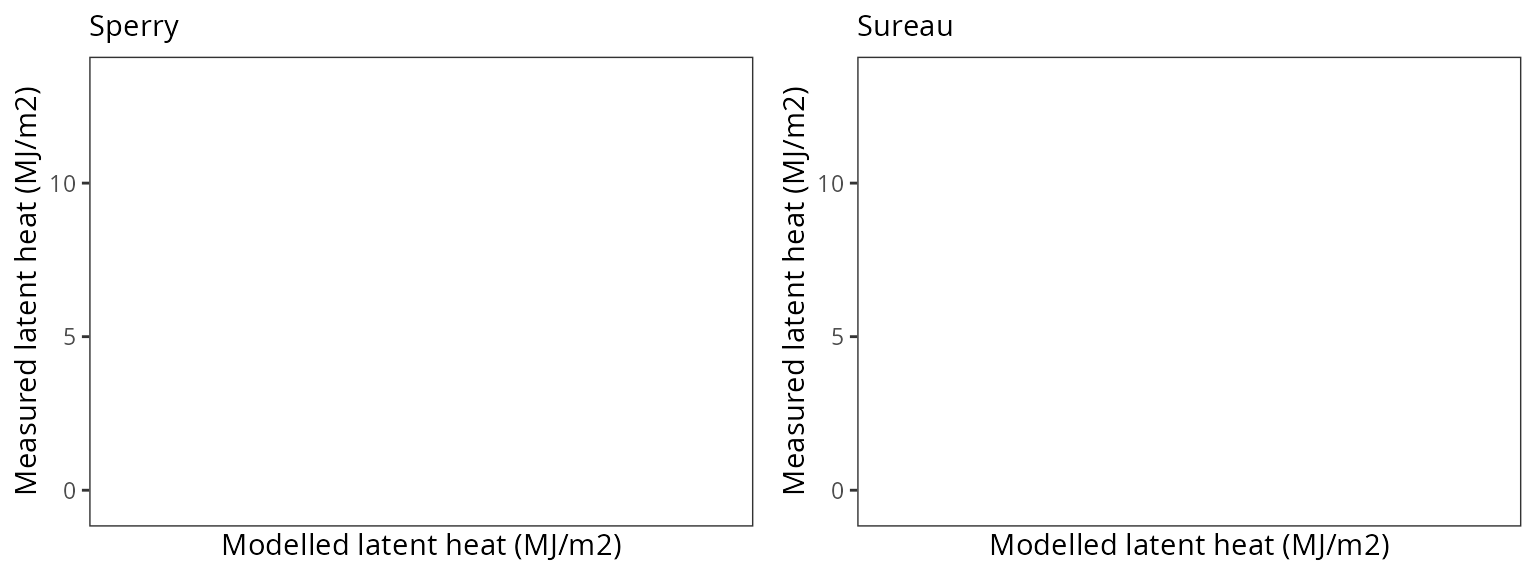 Sperry
Measured latent heat (MJ/m2)
10
5
0
Modelled latent heat (MJ/m2)
Sureau
Measured latent heat (MJ/m2)
10
5
0
Modelled latent heat (MJ/m2)